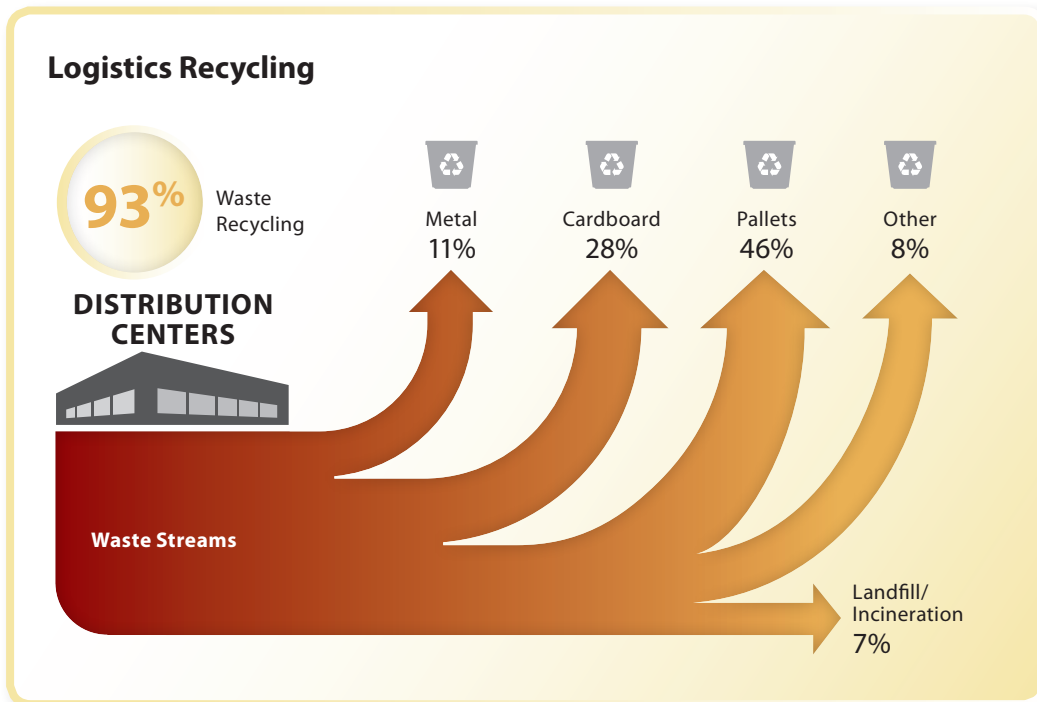 Logistics Recycling
93%
Waste
Recycling
DISTRIBUTION
CENTERS
Metal
11%
Cardboard
28%
Pallets
46%
Other
8%
Waste Streams
Landfill/
Incineration
7%